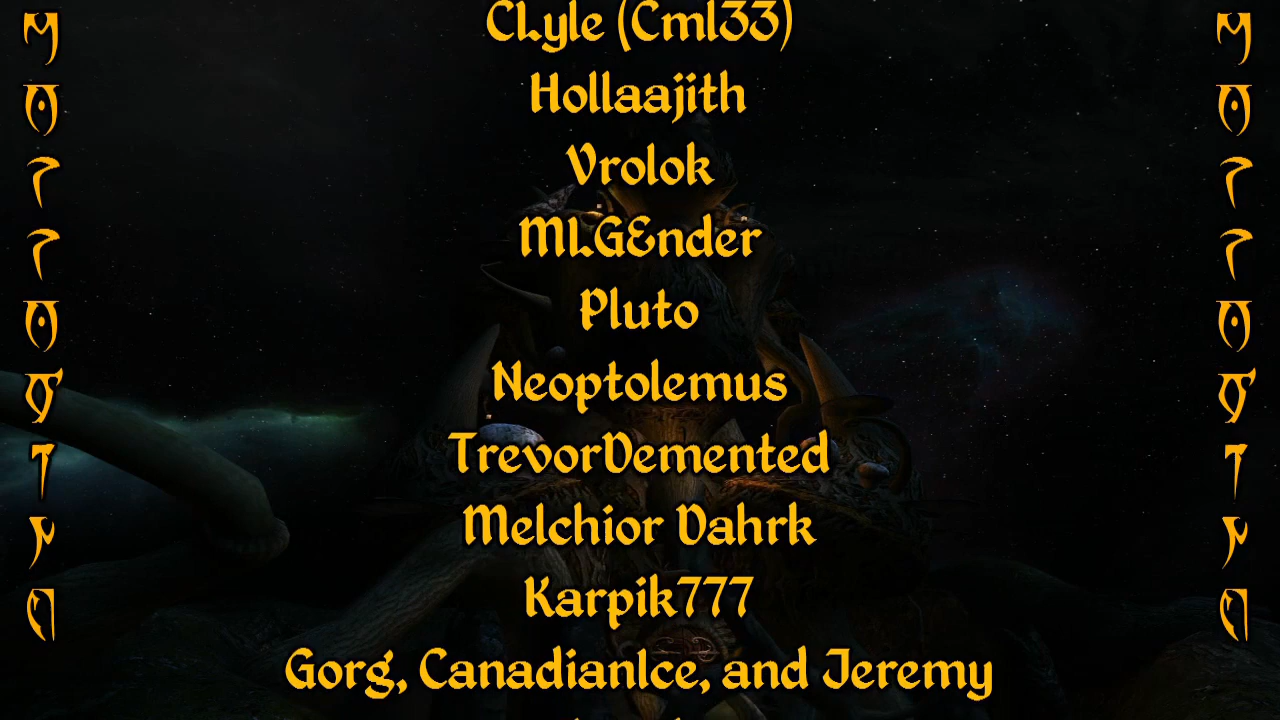 CLyle (Cml33)
Hollaajith
Vrolok
MLGEnder
Pluto
Neoptolemus
TrevorDemented
Melchior Dahrk
Karpik777
Gorg, CanadianIce, and Jeremy